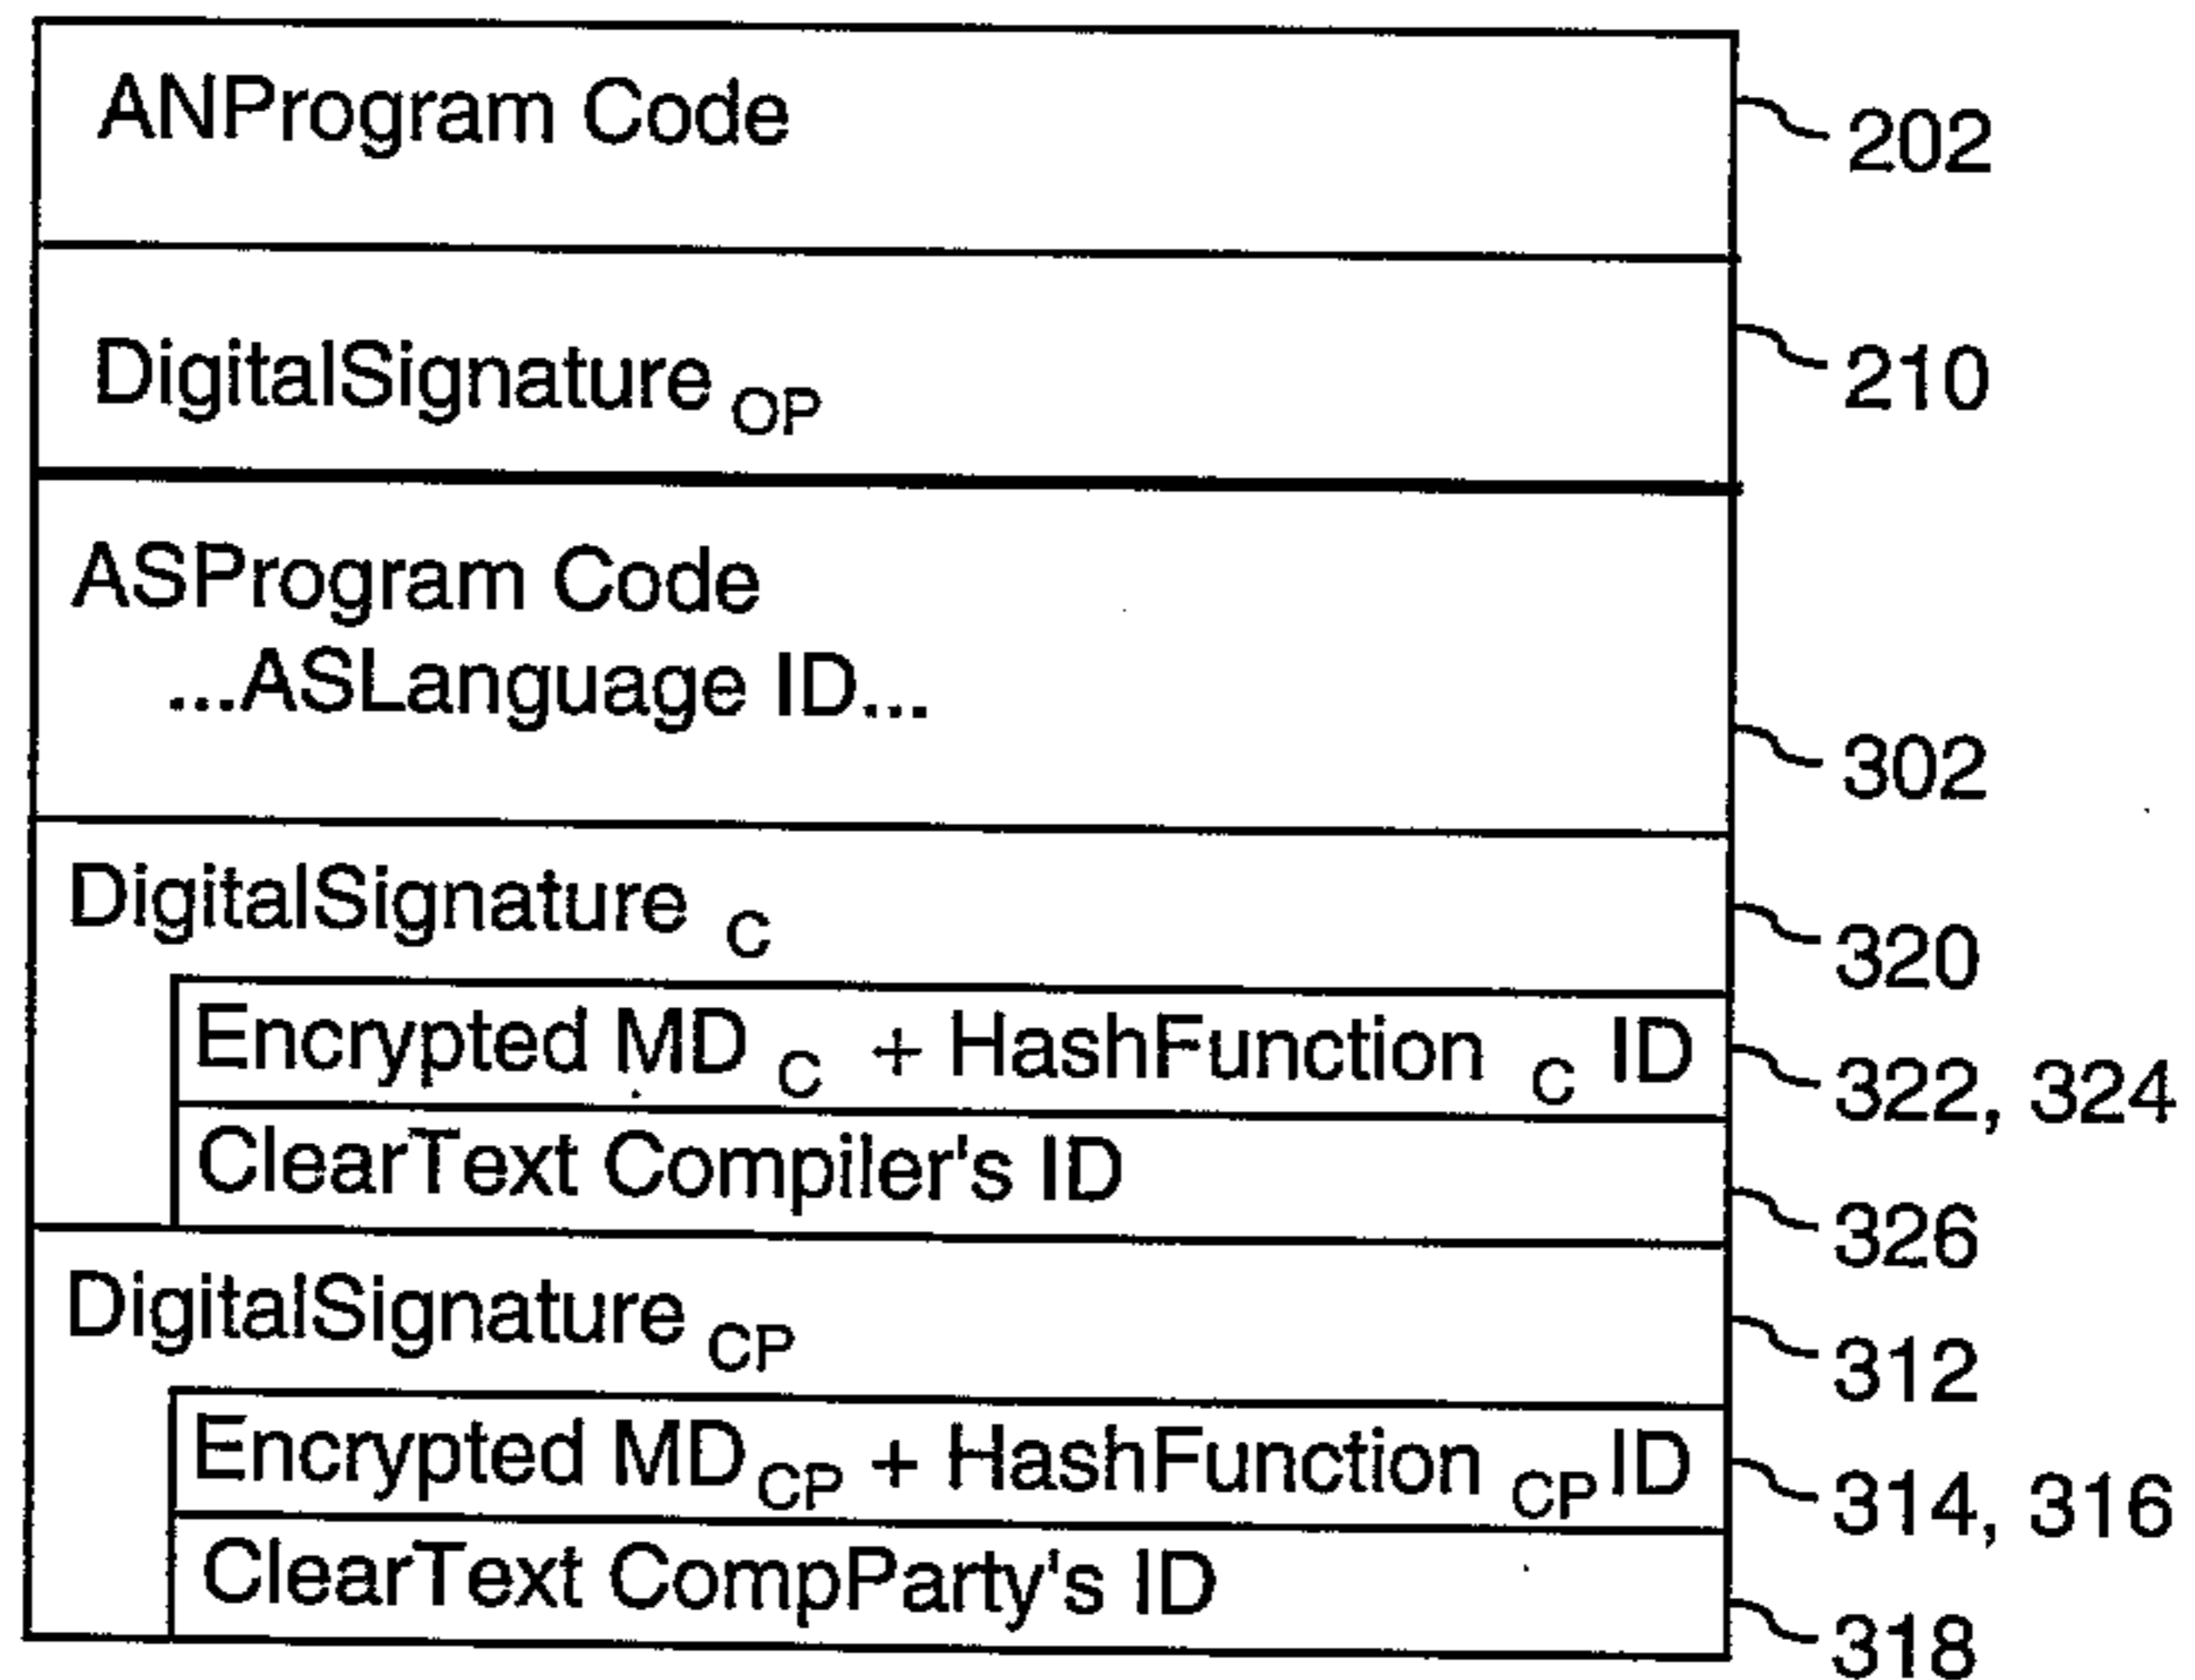 ANProgram Code
202
DigitalSignature OP
210
ASProgram Code
...ASLanguage ID...
302
DigitalSignature C
320
Encrypted MD C + HashFunction C ID
322, 324
ClearText Compiler's ID
326
DigitalSignature CP
312
Encrypted MD CP + HashFunction CP ID
314, 316
ClearText CompParty's ID
318